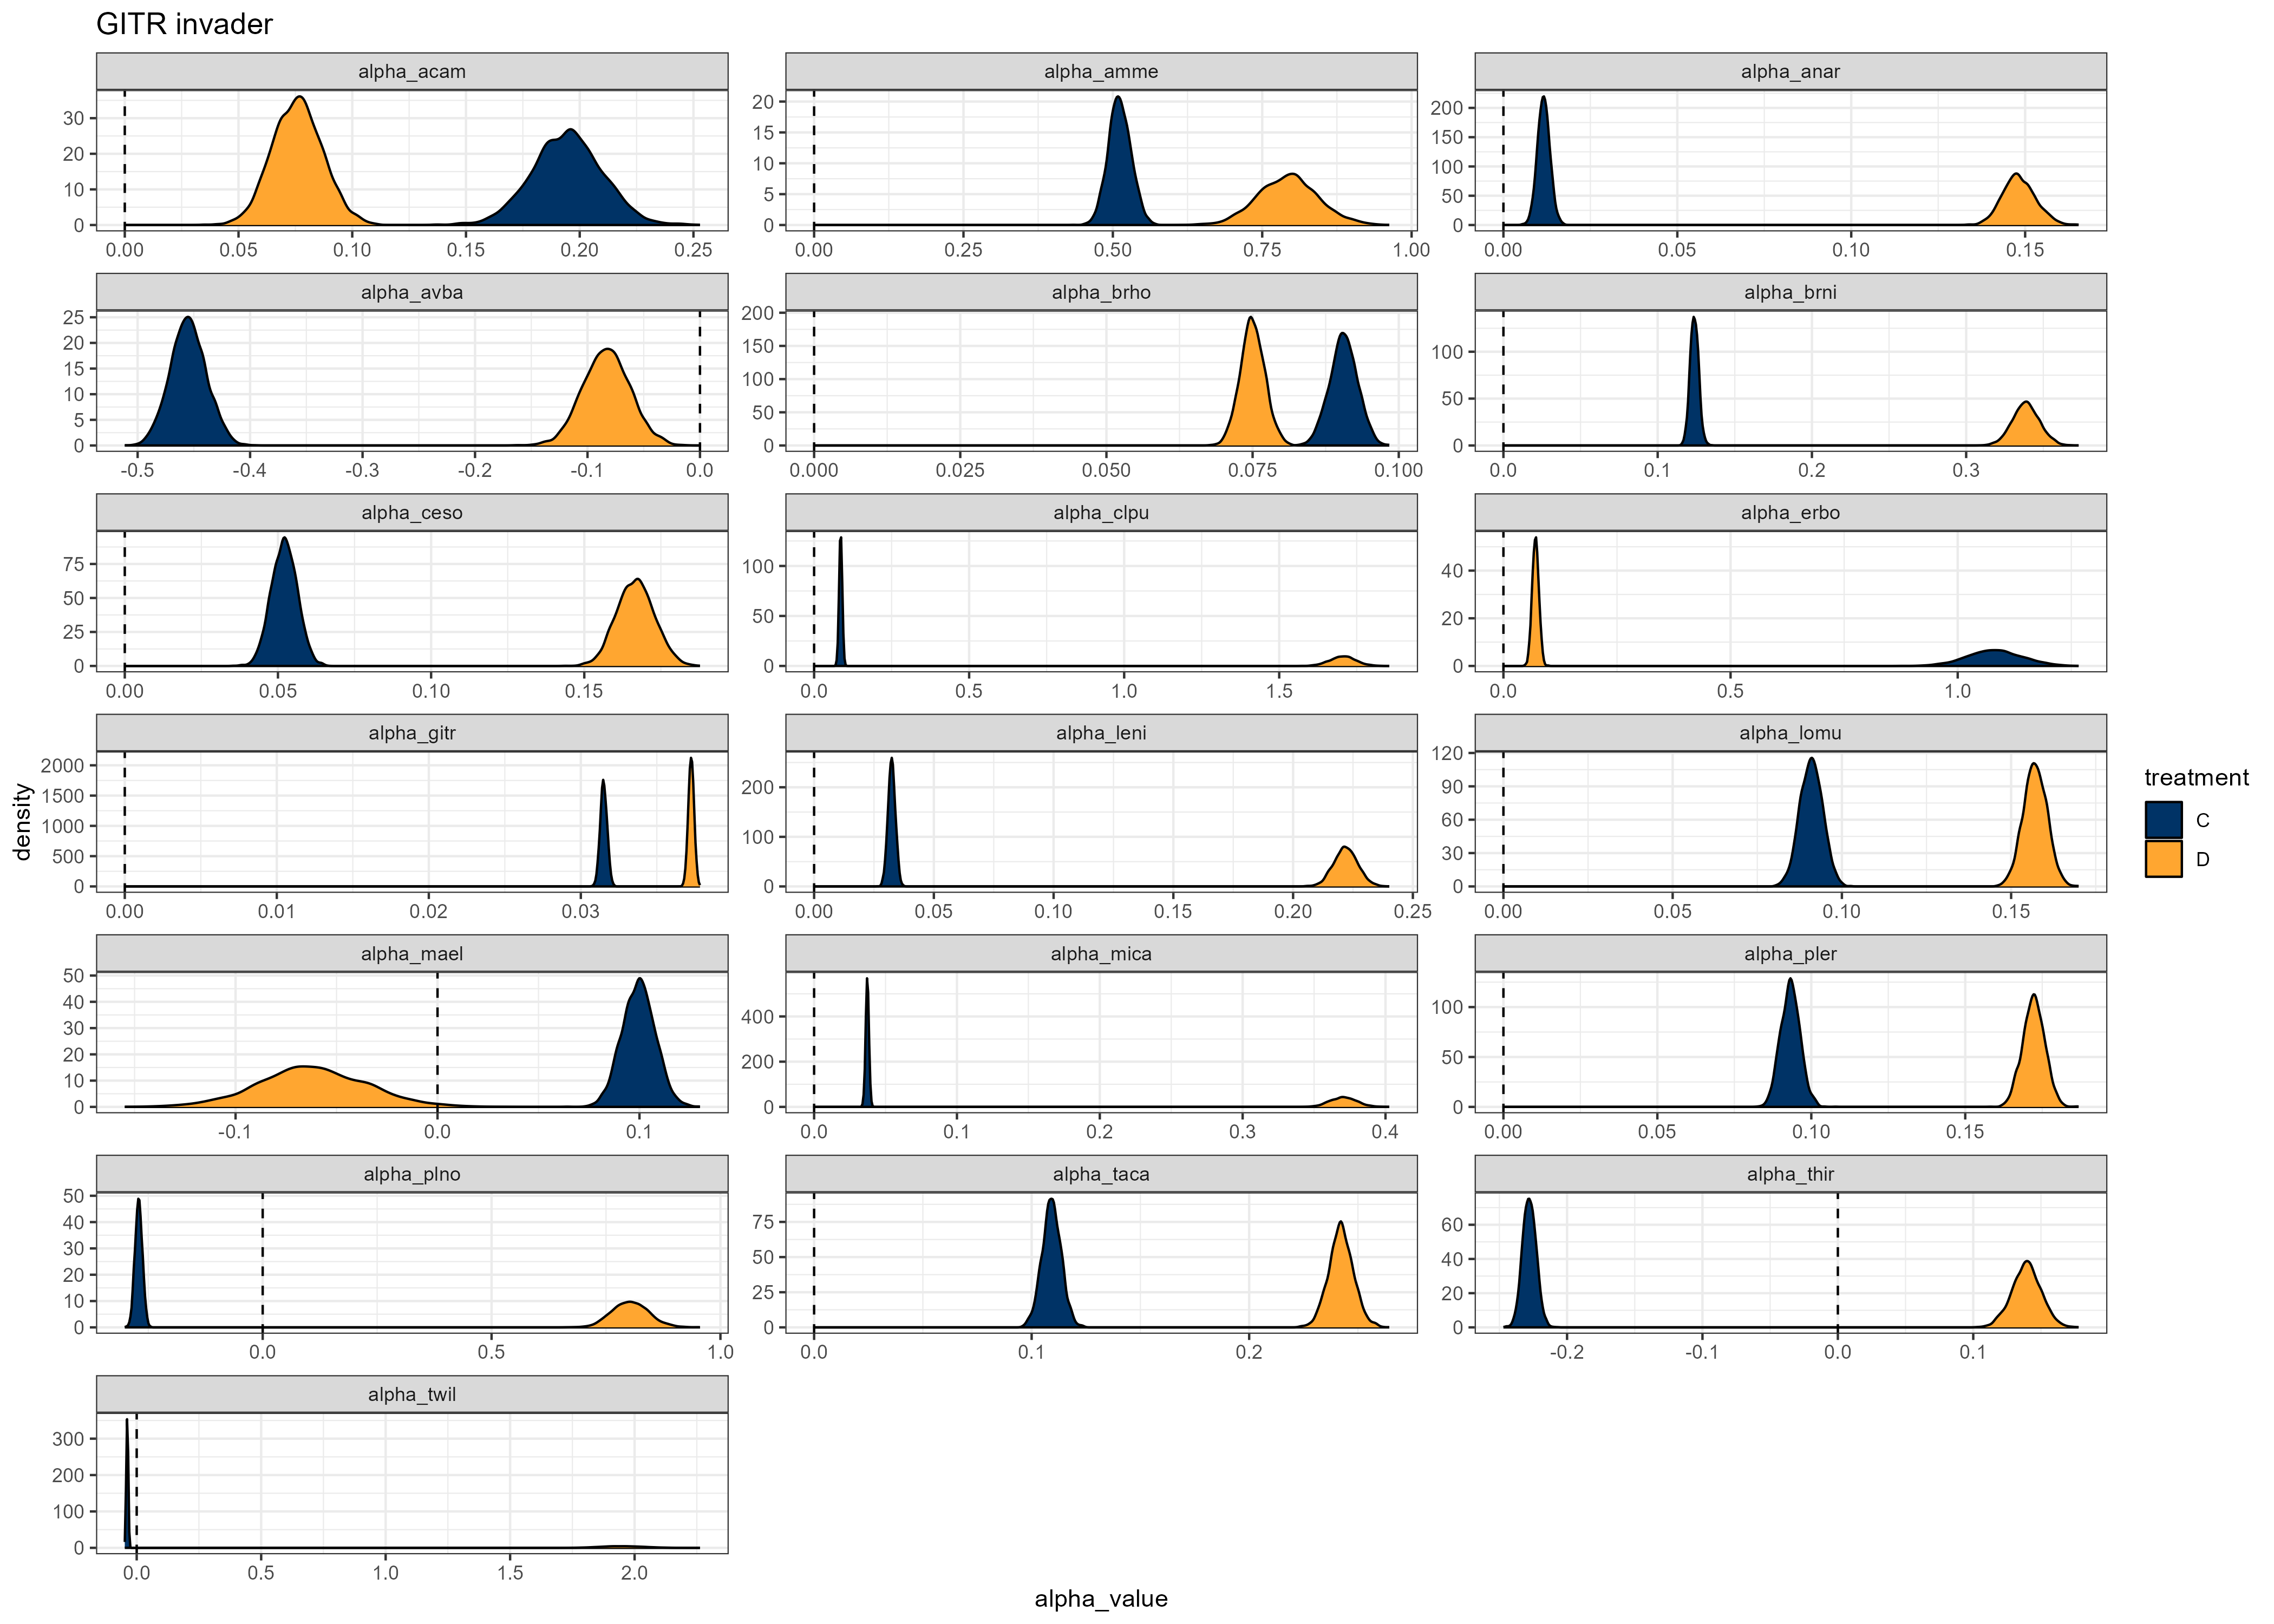 GITR invader
alpha_acam alpha_amme alpha_anar
30 20 10 0
0.00 0.05 0.10 0.15 0.20 0.25
20 15 10 5 0
0.00 0.25 0.50 0.75 1.00
200 150 100 50 0
0.00 0.05 0.10 0.15
alpha_avba alpha_brho alpha_brni
25 20 15 10 5 0
-0.5 -0.4 -0.3 -0.2 -0.1 0.0
200 150 100 50 0
0.000 0.025 0.050 0.075 0.100
100 50 0
0.0 0.1 0.2 0.3
alpha_ceso alpha_clpu alpha_erbo
75 50 25 0
0.00 0.05 0.10 0.15
100 50 0
0.0 0.5 1.0 1.5
40 20 0
0.0 0.5 1.0
alpha_gitr alpha_leni alpha_lomu
2000 1500 1000 500 0
0.00 0.01 0.02 0.03
200 100 0
0.00 0.05 0.10 0.15 0.20 0.25
120 90 60 30 0
0.00 0.05 0.10 0.15
alpha_mael alpha_mica alpha_pler
50 40 30 20 10 0
-0.1 0.0 0.1
400 200 0
0.0 0.1 0.2 0.3 0.4
100 50 0
0.00 0.05 0.10 0.15
alpha_plno alpha_taca alpha_thir
50 40 30 20 10 0
0.0 0.5 1.0
75 50 25 0
0.0 0.1 0.2
60 40 20 0
-0.2 -0.1 0.0 0.1
alpha_twil
300 200 100 0
0.0 0.5 1.0 1.5 2.0
density
alpha_value
treatment
C
D